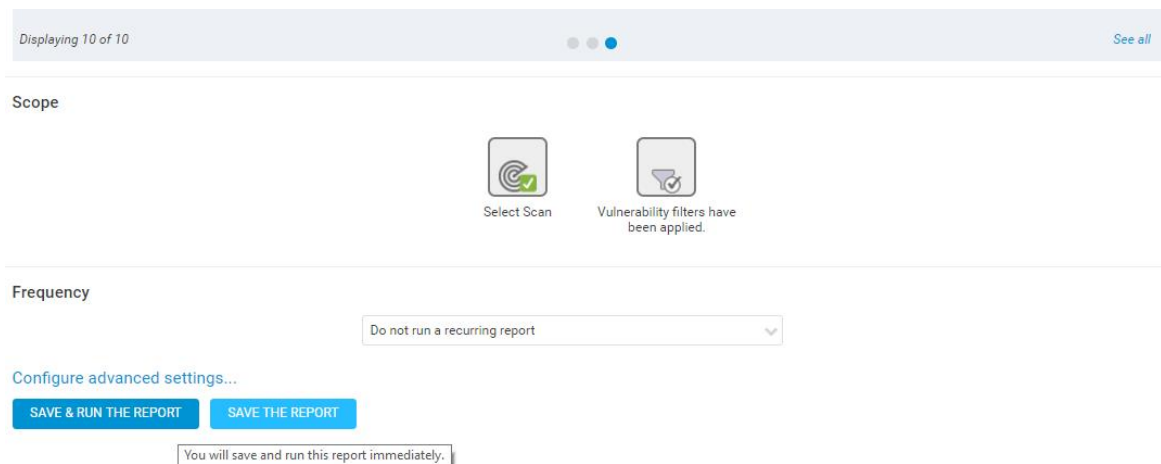 Displaying 10 of 10
See all
Scope
Select Scan
Vulnerability filters have
been applied.
Frequency
Do not run a recurring report
Configure advanced settings...
SAVE & RUN THE REPORT
SAVE THE REPORT
You will save and run this report immediately.